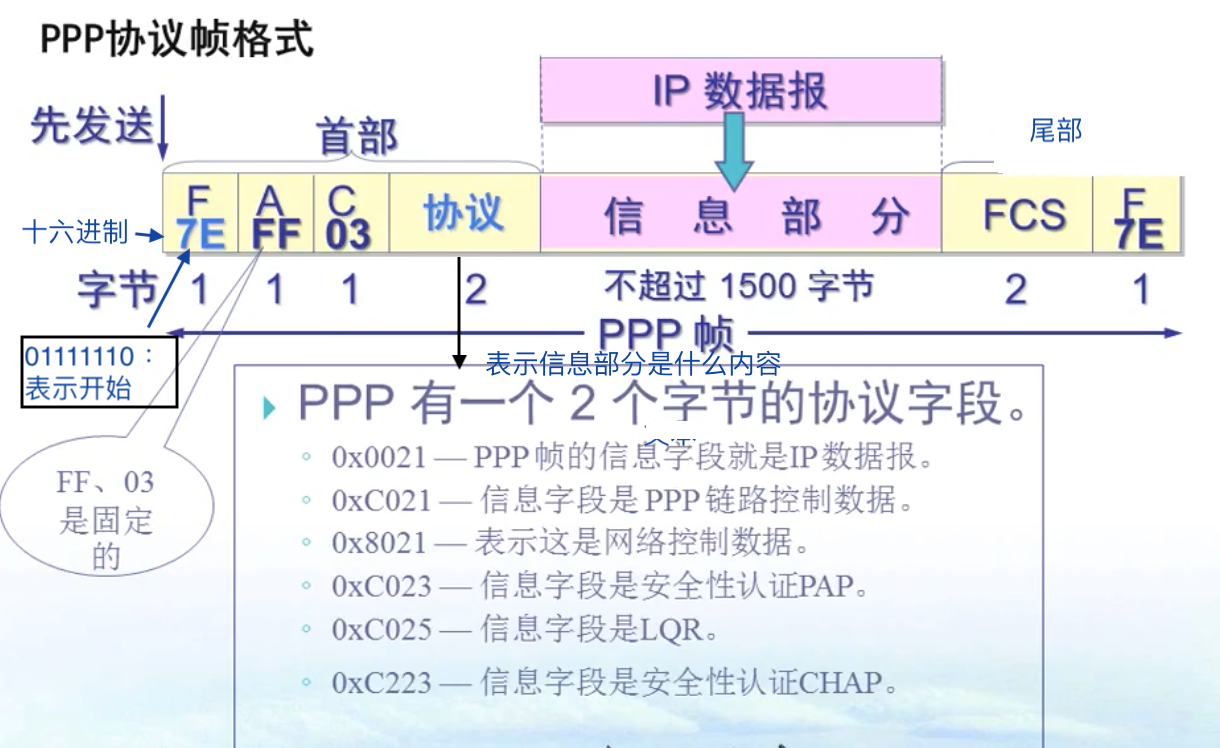 PPP协议帧格式
IP 数据报
先发送
首部
尾部
F A C 协议 信息部分 FCS F
7E FF 03 7E
十六进制
字节 1 1 1 2 不超过 1500 字节 2 1
PPP 帧
01111110：
表示开始
表示信息部分是什么内容
PPP 有一个 2 个字节的协议字段。
0x0021 — PPP 帧的信息字段就是IP 数据报。
0xC021 — 信息字段是 PPP 链路控制数据。
0x8021 — 表示这是网络控制数据。
0xC023 — 信息字段是安全性认证PAP。
0xC025 — 信息字段是LQR。
0xC223 — 信息字段是安全性认证CHAP。
FF、03
是固定
的